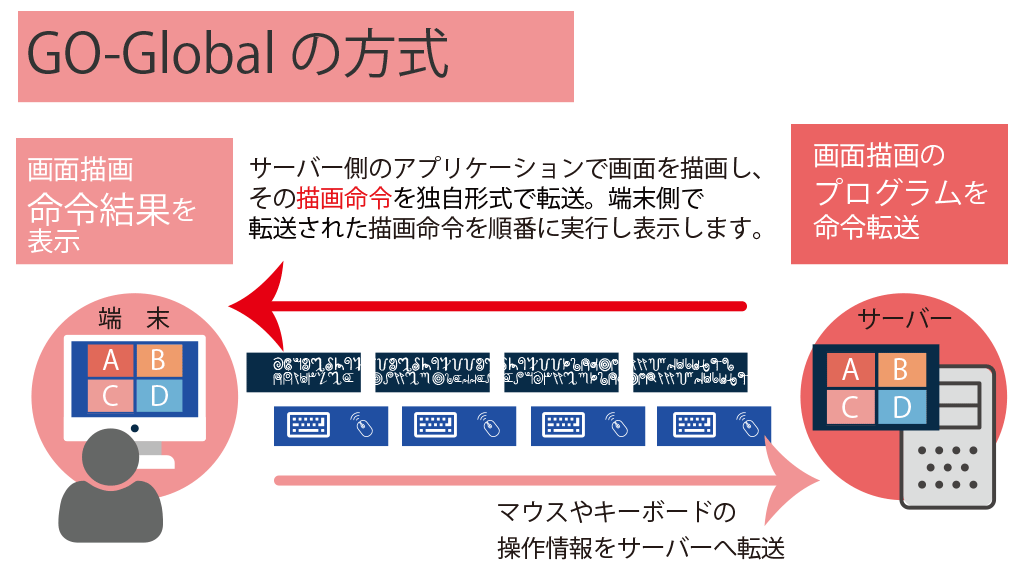 GO-Global の方式
画面描画
命令結果を
表示
サーバー側のアプリケーションで画面を描画し、
その描画命令を独自形式で転送。端末側で
転送された描画命令を順番に実行し表示します。
画面描画の
プログラムを
命令転送
端 末
A B
C D
サーバー
A B
C D
マウスやキーボードの
操作情報をサーバーへ転送